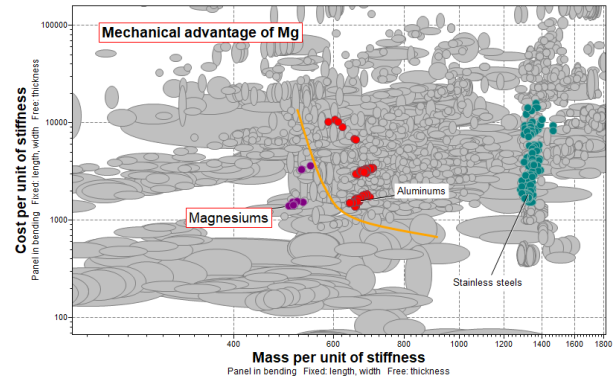 Mechanical advantage of Mg
Cost per unit of stiffness
Panel in bending Fixed: length, width Free: thickness
100000
10000
1000
100
Magnesiums
Aluminums
Stainless steels
400
600
800
1000
1200
1400
1600
1800
Mass per unit of stiffness
Panel in bending Fixed: length, width Free: thickness